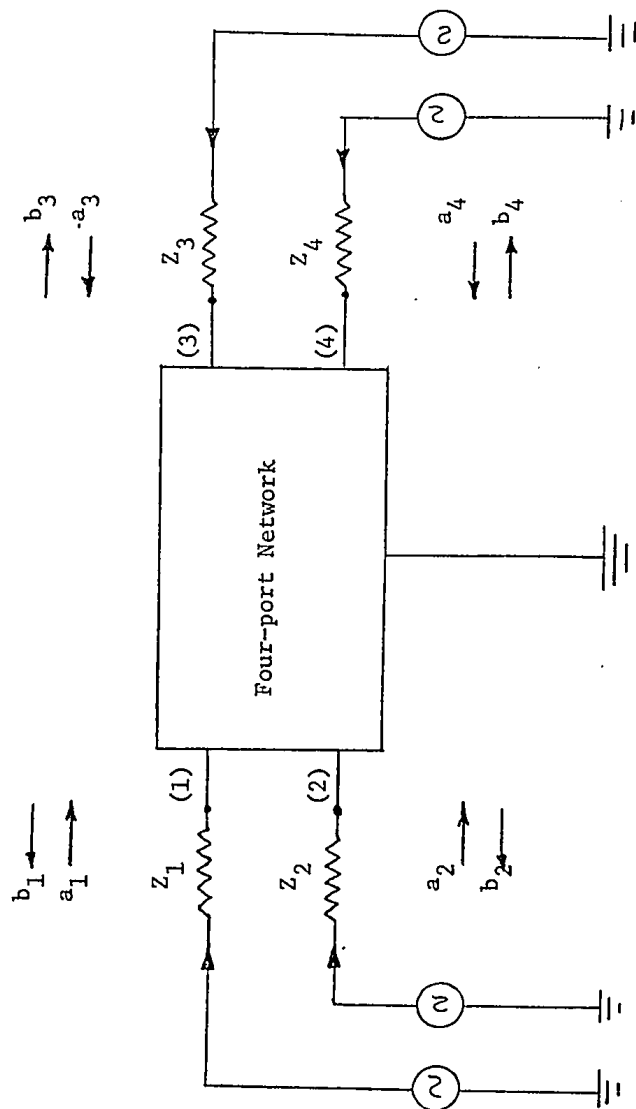 b₁
b₃
a₁
a₃
Z₁
(1)
(3)
Z₃
Four-port Network
Z₂
(2)
(4)
Z₄
a₂
a₄
b₂
b₄